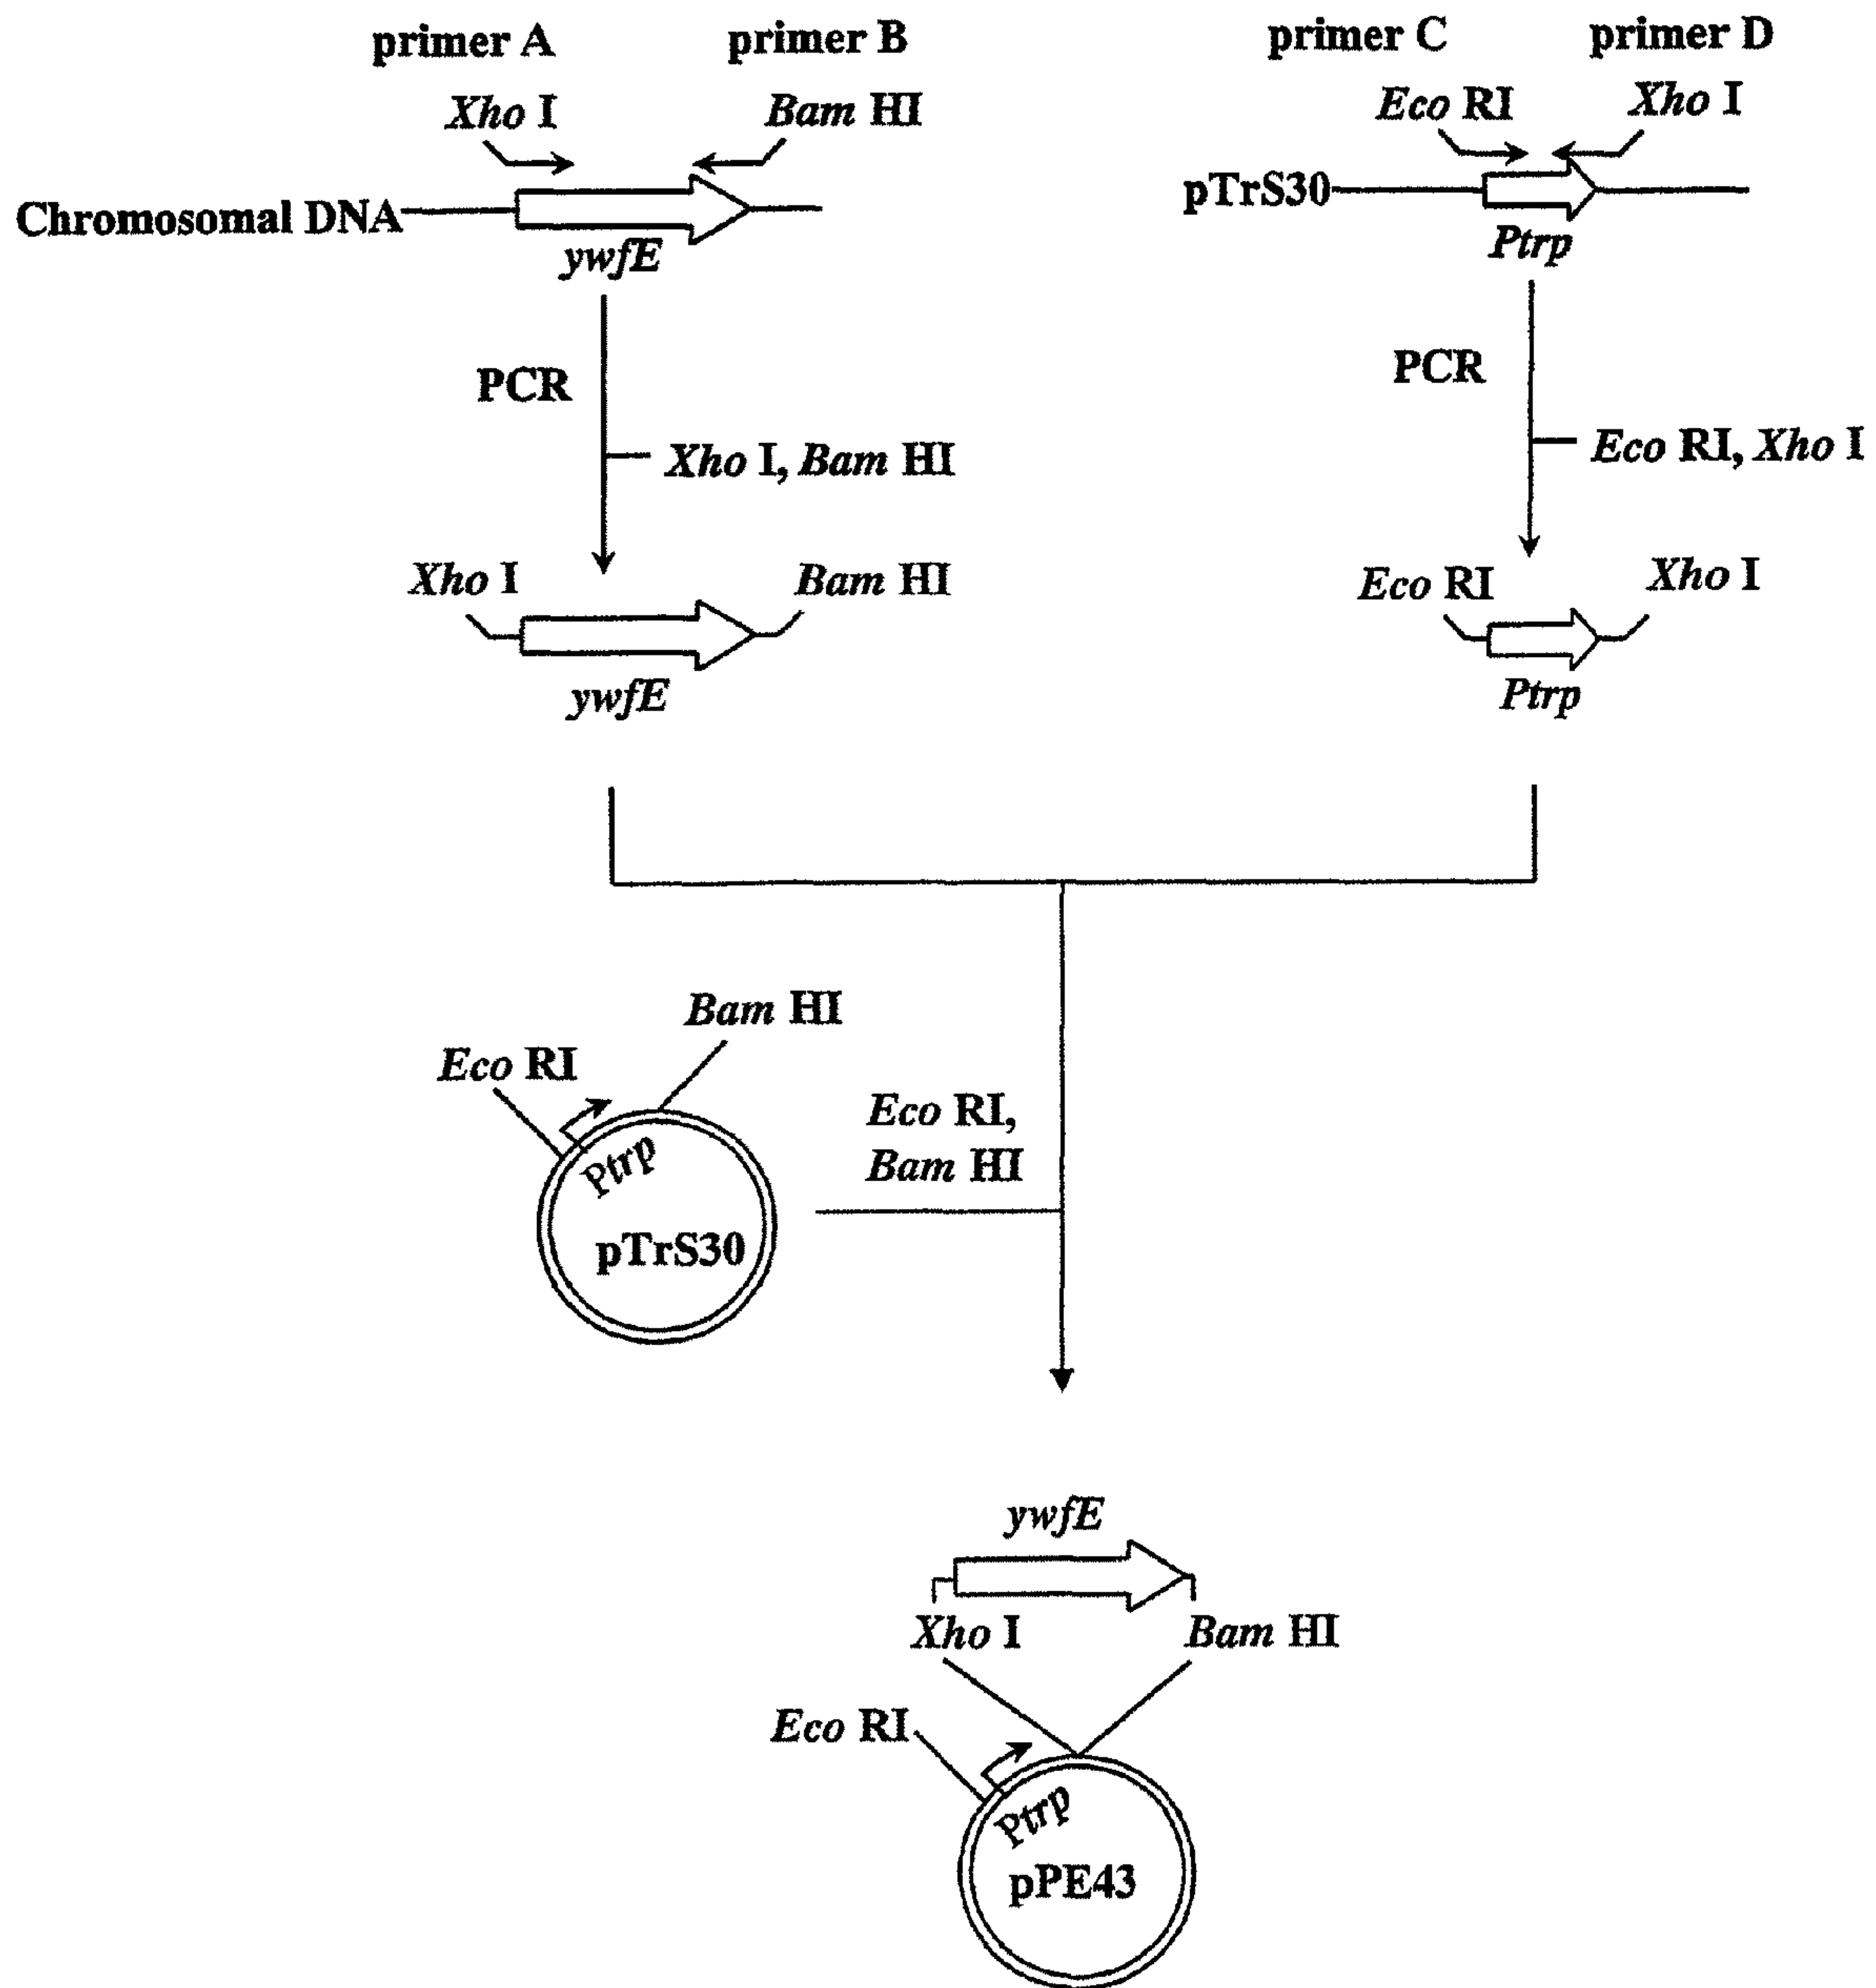 primer A primer B primer C primer D
Xho I Bam HI Eco RI Xho I
Chromosomal DNA pTrS30
ywfE Ptrp
PCR PCR
Xho I, Bam HI Eco RI, Xho I
Xho I Bam HI Eco RI Xho I
ywfE Ptrp
Bam HI
Eco RI
Eco RI,
Bam HI
Ptrp
pTrS30
ywfE
Xho I Bam HI
Eco RI
Ptrp
pPE43